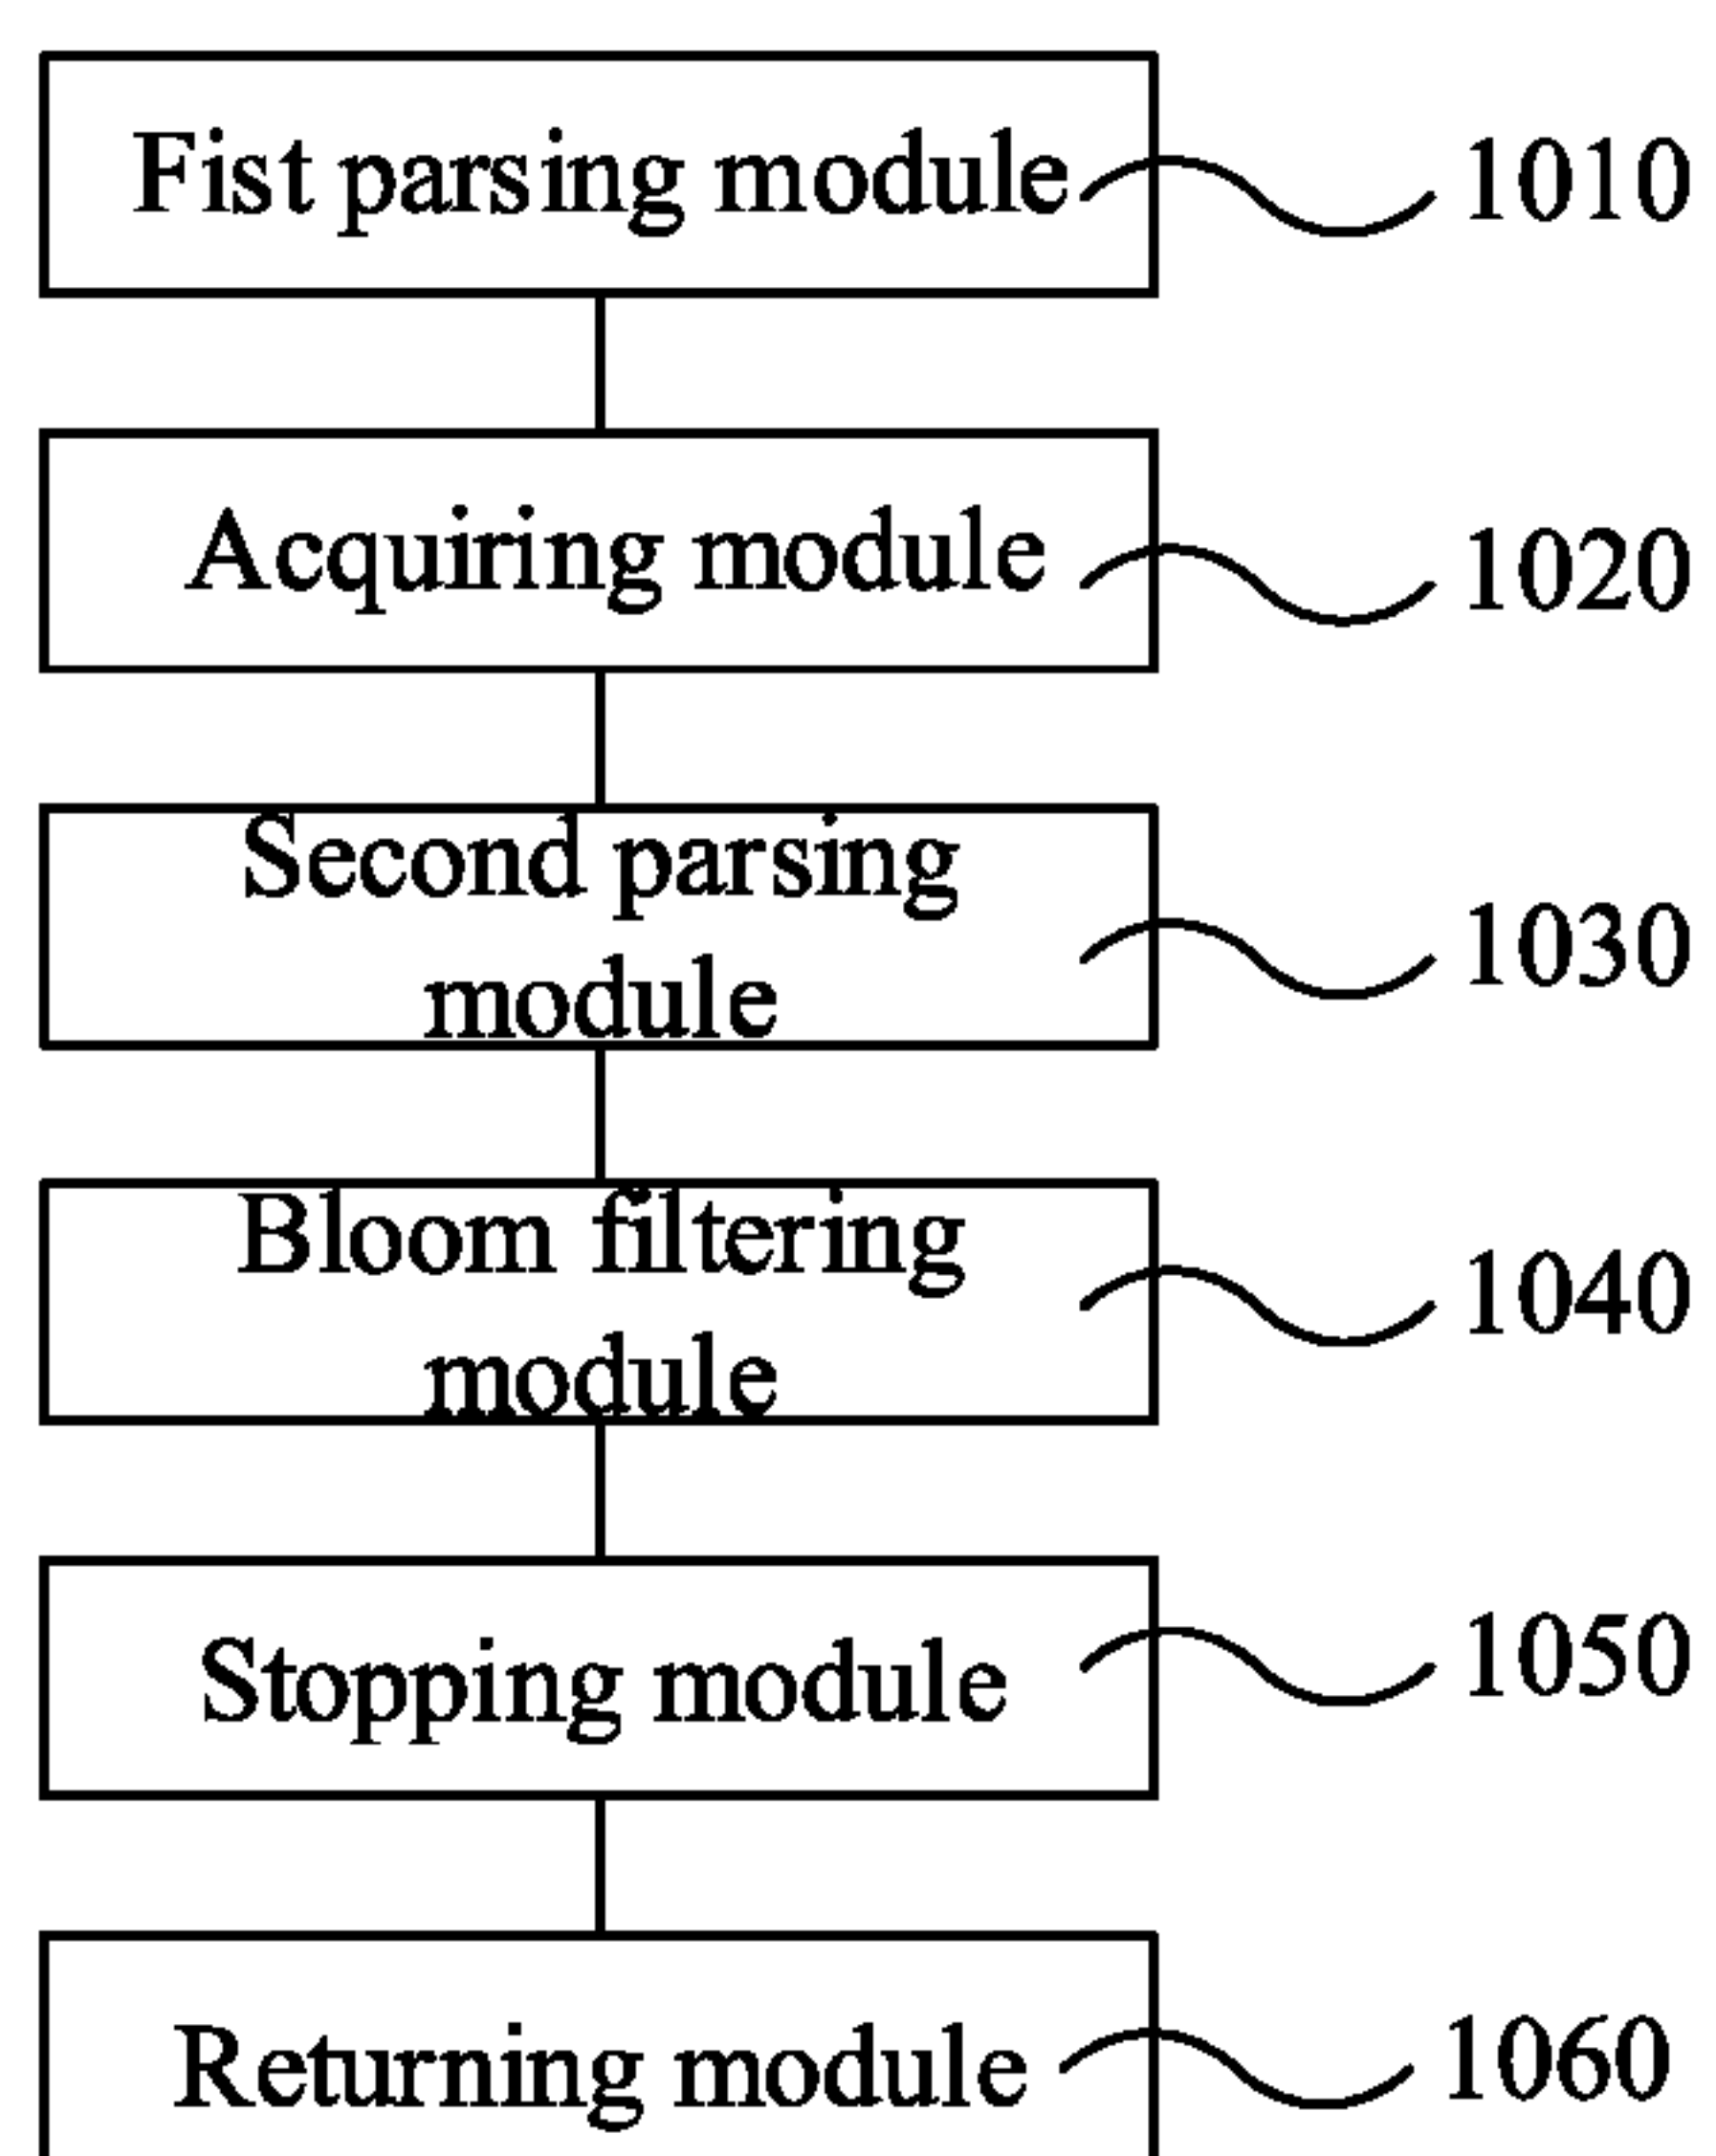 Fist parsing module
1010
Acquiring module
1020
Second parsing
module
1030
Bloom filtering
module
1040
Stopping module
1050
Returning module
1060